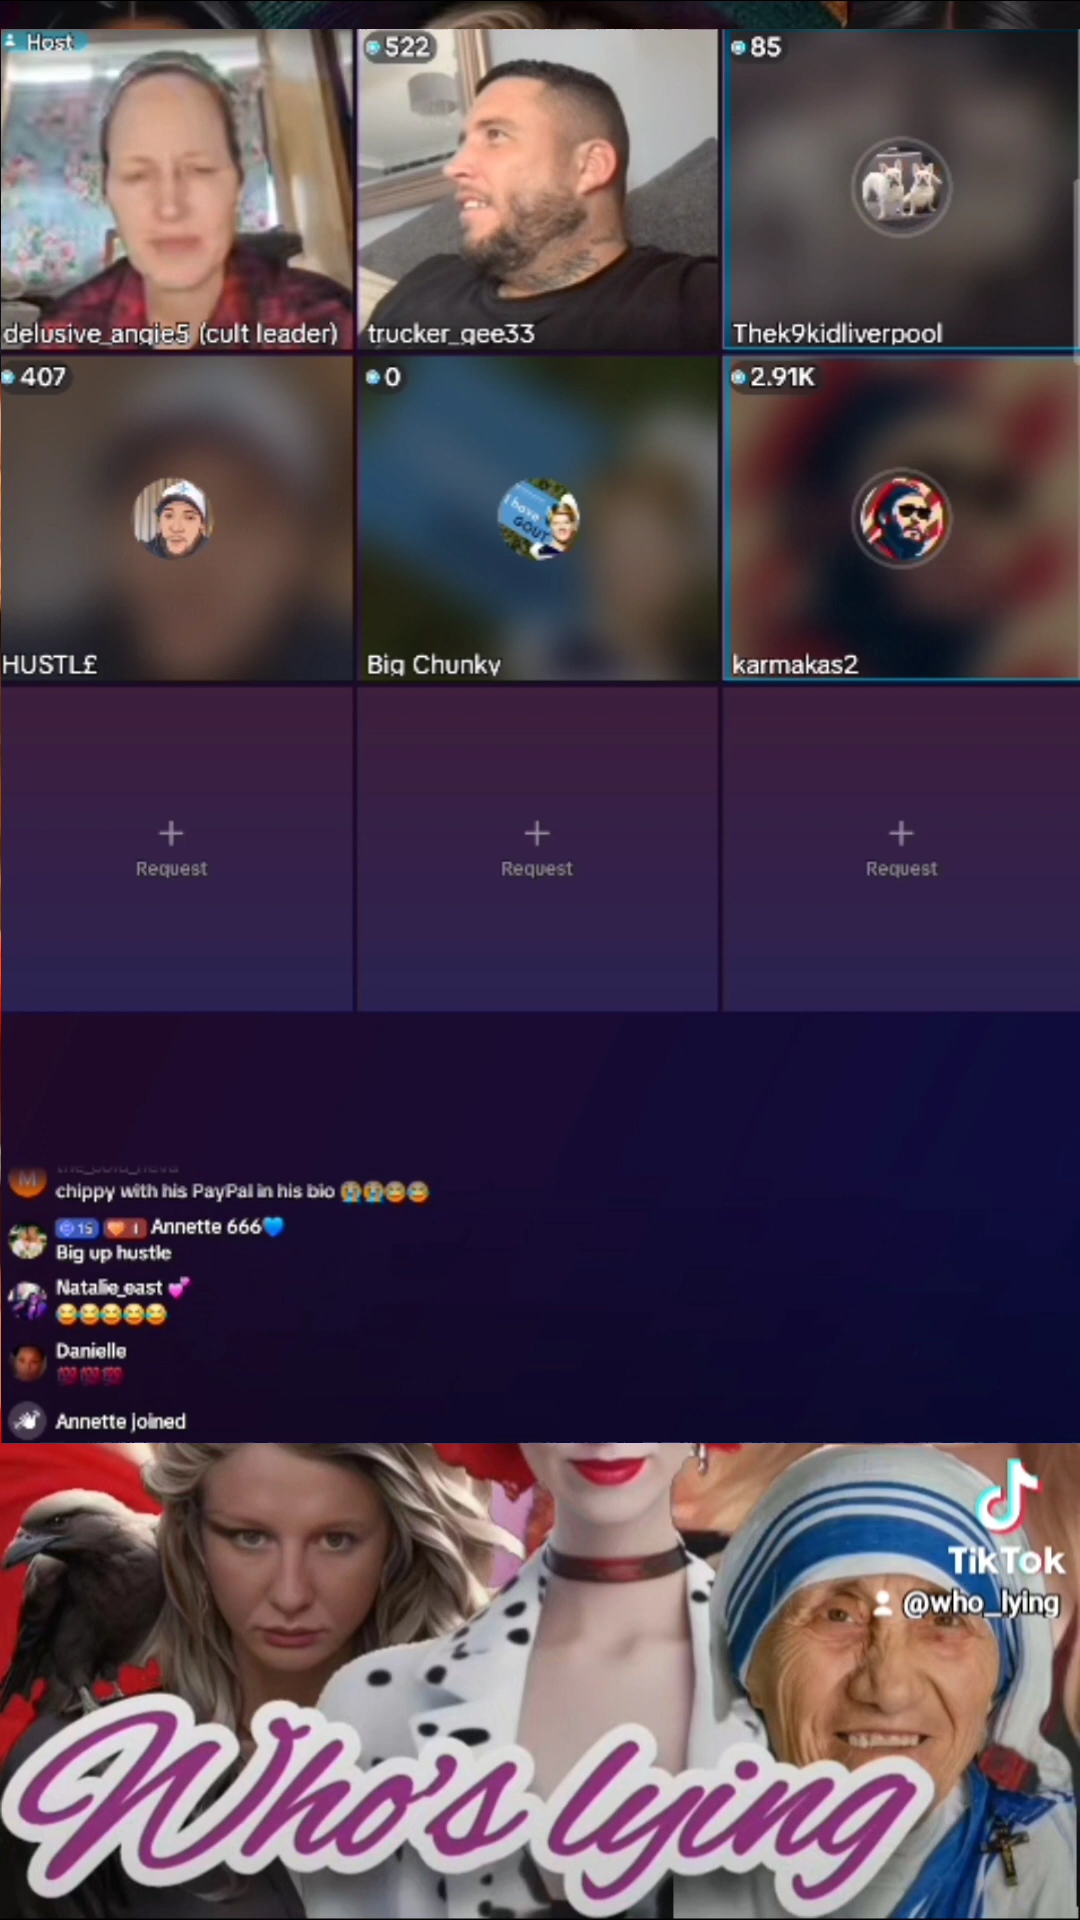 Host
522
85
delusive_angie5 (cult leader)
trucker_gee33
Thek9kidliverpool
407
0
2.91K
I have
GOUT
HUSTL£
Big Chunky
karmakas2
+
Request
+
Request
+
Request
M
chippy with his PayPal in his bio 😭😭😂😂
15 1 Annette 666💙
Big up hustle
Natalie_east 💕
😂😂😂😂😂
Danielle
💯💯💯
Annette joined
TikTok
@who_lying
Who's lying